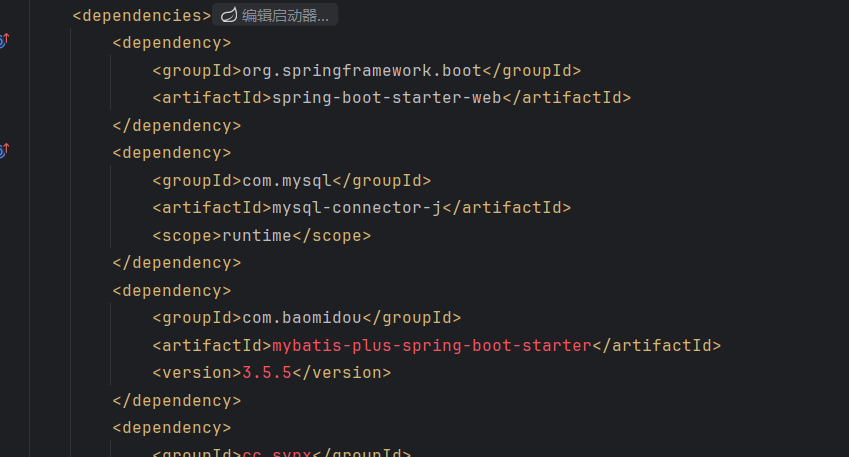 <dependencies> 编辑启动器...
<dependency>
<groupId>org.springframework.boot</groupId>
<artifactId>spring-boot-starter-web</artifactId>
</dependency>
<dependency>
<groupId>com.mysql</groupId>
<artifactId>mysql-connector-j</artifactId>
<scope>runtime</scope>
</dependency>
<dependency>
<groupId>com.baomidou</groupId>
<artifactId>mybatis-plus-spring-boot-starter</artifactId>
<version>3.5.5</version>
</dependency>
<dependency>
<groupId>cc.synx</groupId>